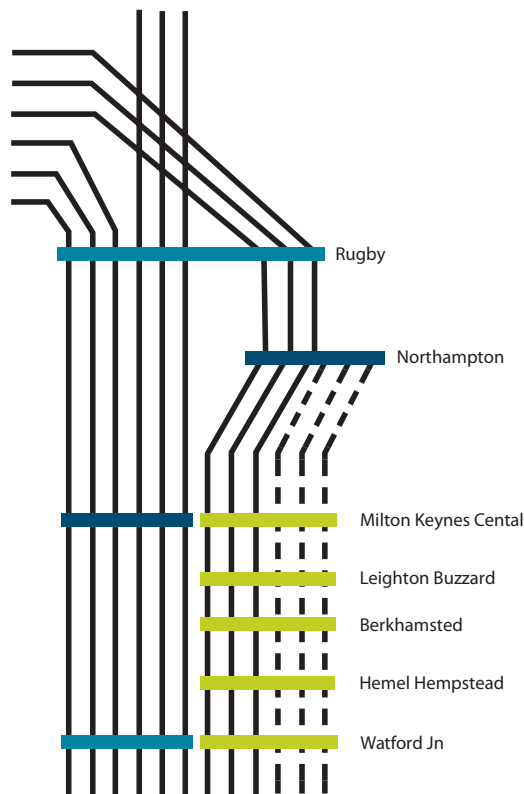 Rugby
Northampton
Milton Keynes Cental
Leighton Buzzard
Berkhamsted
Hemel Hempstead
Watford Jn